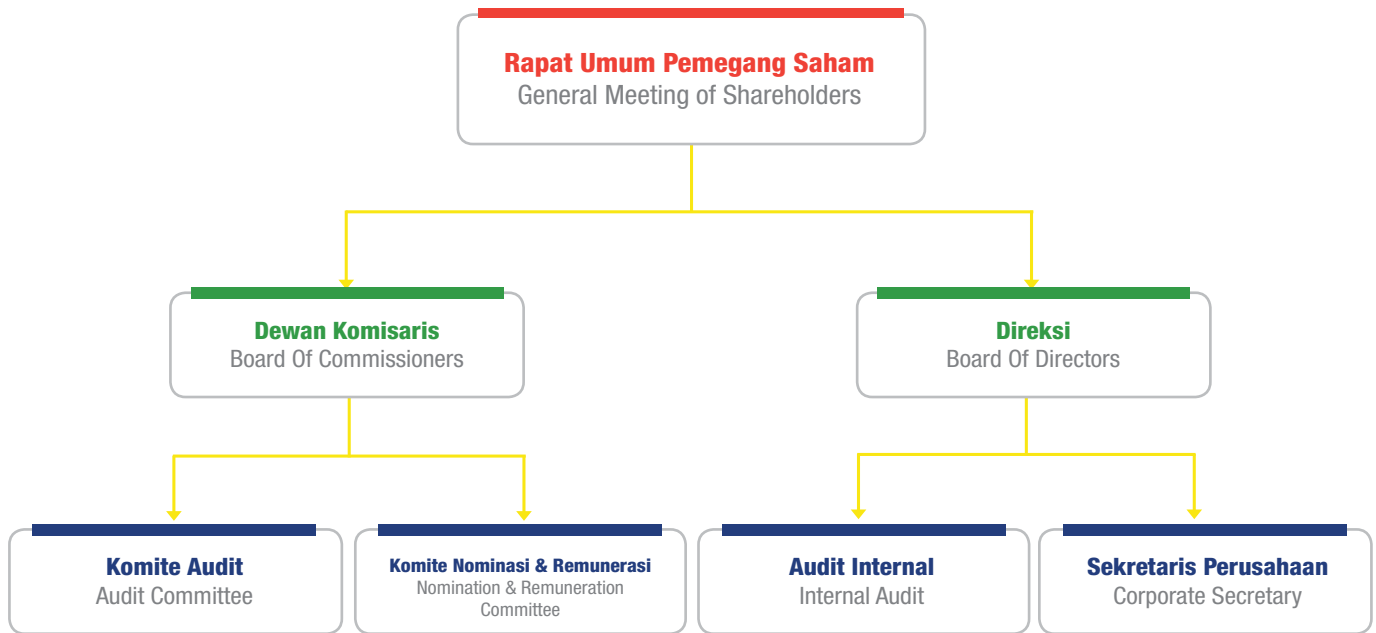 Rapat Umum Pemegang Saham
General Meeting of Shareholders
Dewan Komisaris
Board Of Commissioners
Direksi
Board Of Directors
Komite Audit
Audit Committee
Komite Nominasi & Remunerasi
Nomination & Remuneration
Committee
Audit Internal
Internal Audit
Sekretaris Perusahaan
Corporate Secretary